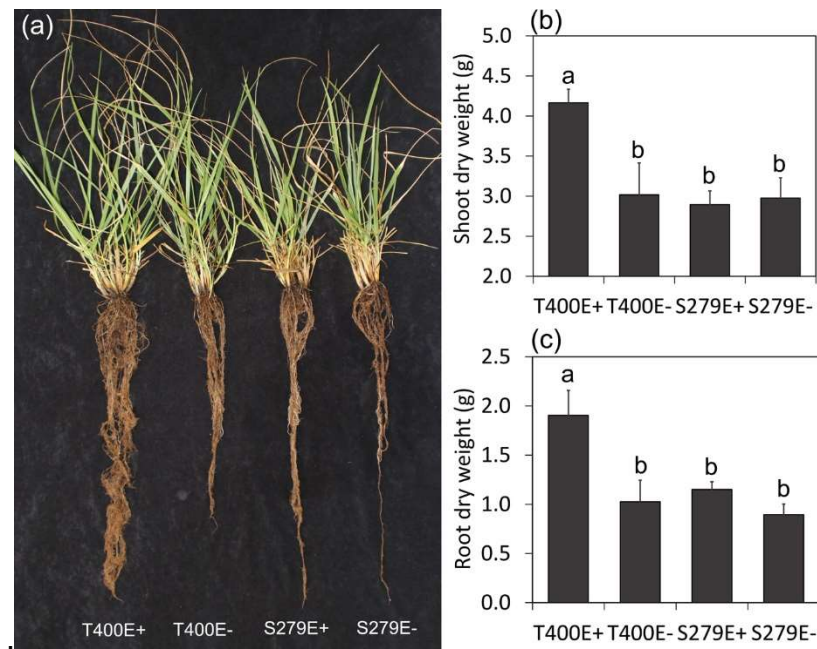 (a)
T400E+ T400E- S279E+ S279E-
(b)
Shoot dry weight (g)
5.0
4.5
4.0
3.5
3.0
2.5
2.0
a
b
b
b
T400E+ T400E- S279E+ S279E-
(c)
Root dry weight (g)
2.5
2.0
1.5
1.0
0.5
0.0
a
b
b
b
T400E+ T400E- S279E+ S279E-